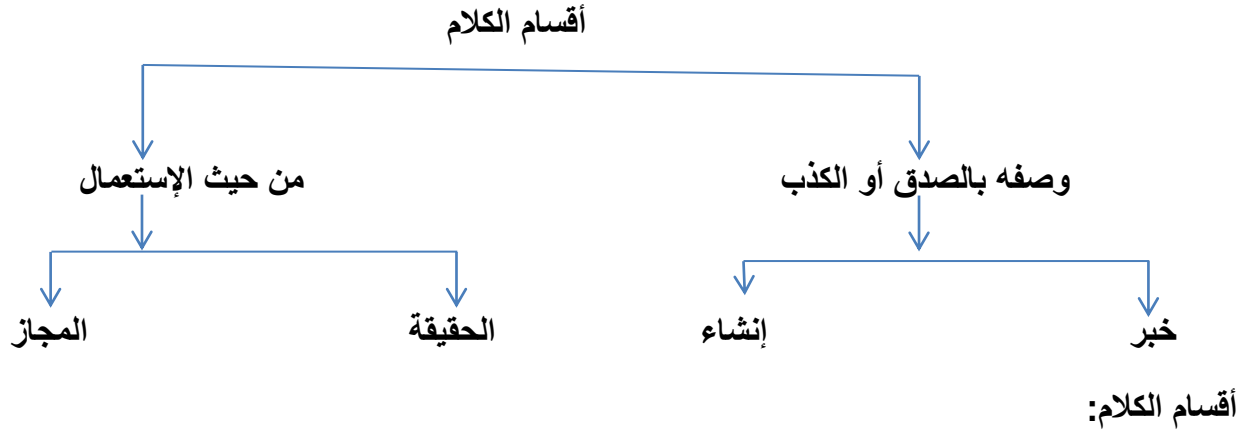 أقسام الكلام
وصفه بالصدق أو الكذب
من حيث الإستعمال
خبر
إنشاء
الحقيقة
المجاز
أقسام الكلام: